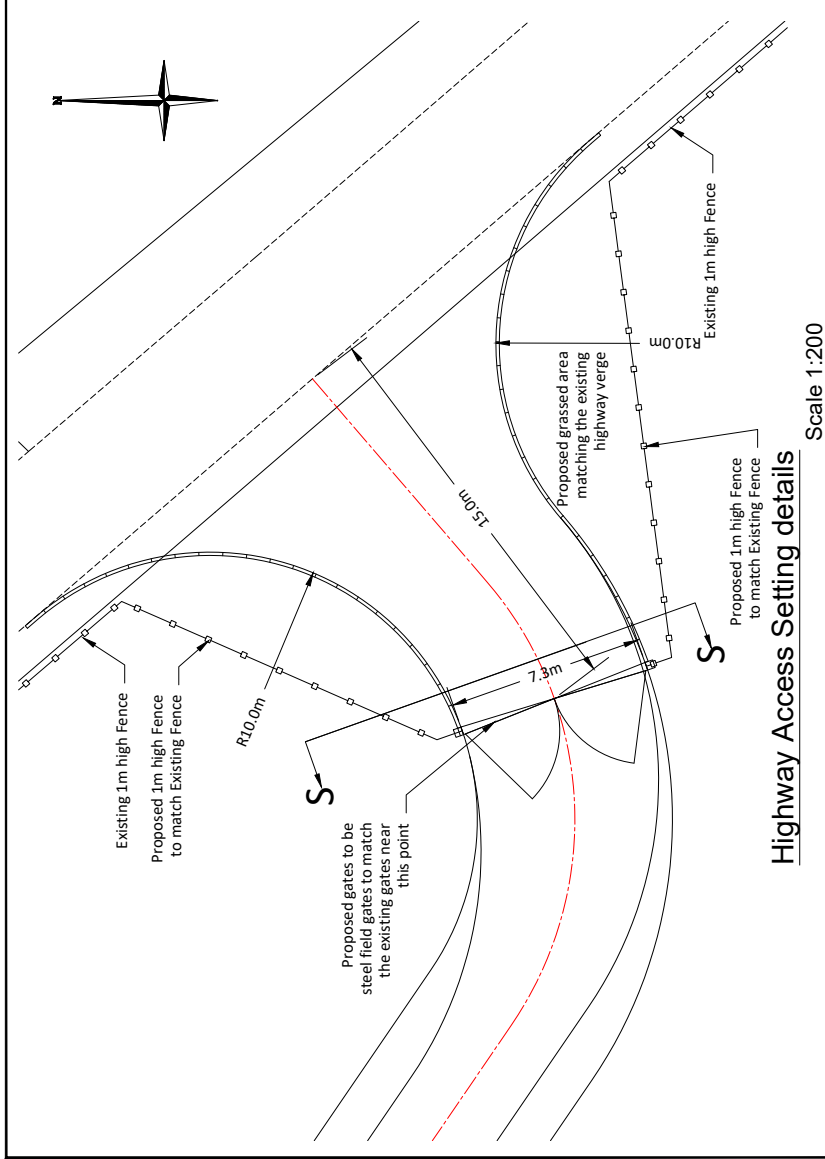 N
Existing 1m high Fence
Proposed 1m high Fence
to match Existing Fence
R10.0m
S
Proposed gates to be
steel field gates to match
the existing gates near
this point
7.3m
15.0m
Proposed grassed area
matching the existing
highway verge
R10.0m
Existing 1m high Fence
S
Proposed 1m high Fence
to match Existing Fence
Highway Access Setting details
Scale 1:200